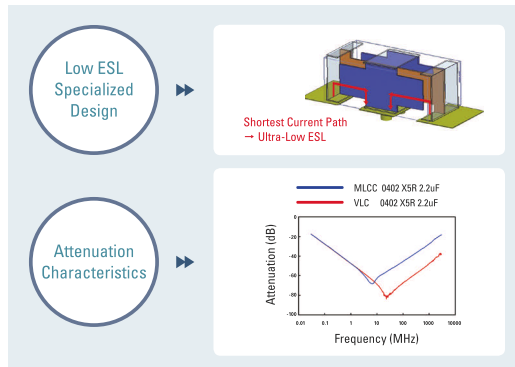 Low ESL
Specialized
Design
Shortest Current Path
→ Ultra-Low ESL
Attenuation
Characteristics
MLCC 0402 X5R 2.2uF
VLC 0402 X5R 2.2uF
Attenuation (dB)
0
-20
-40
-60
-80
-100
0.01 0.03 0.1 1 10 100 1000 10000
Frequency (MHz)